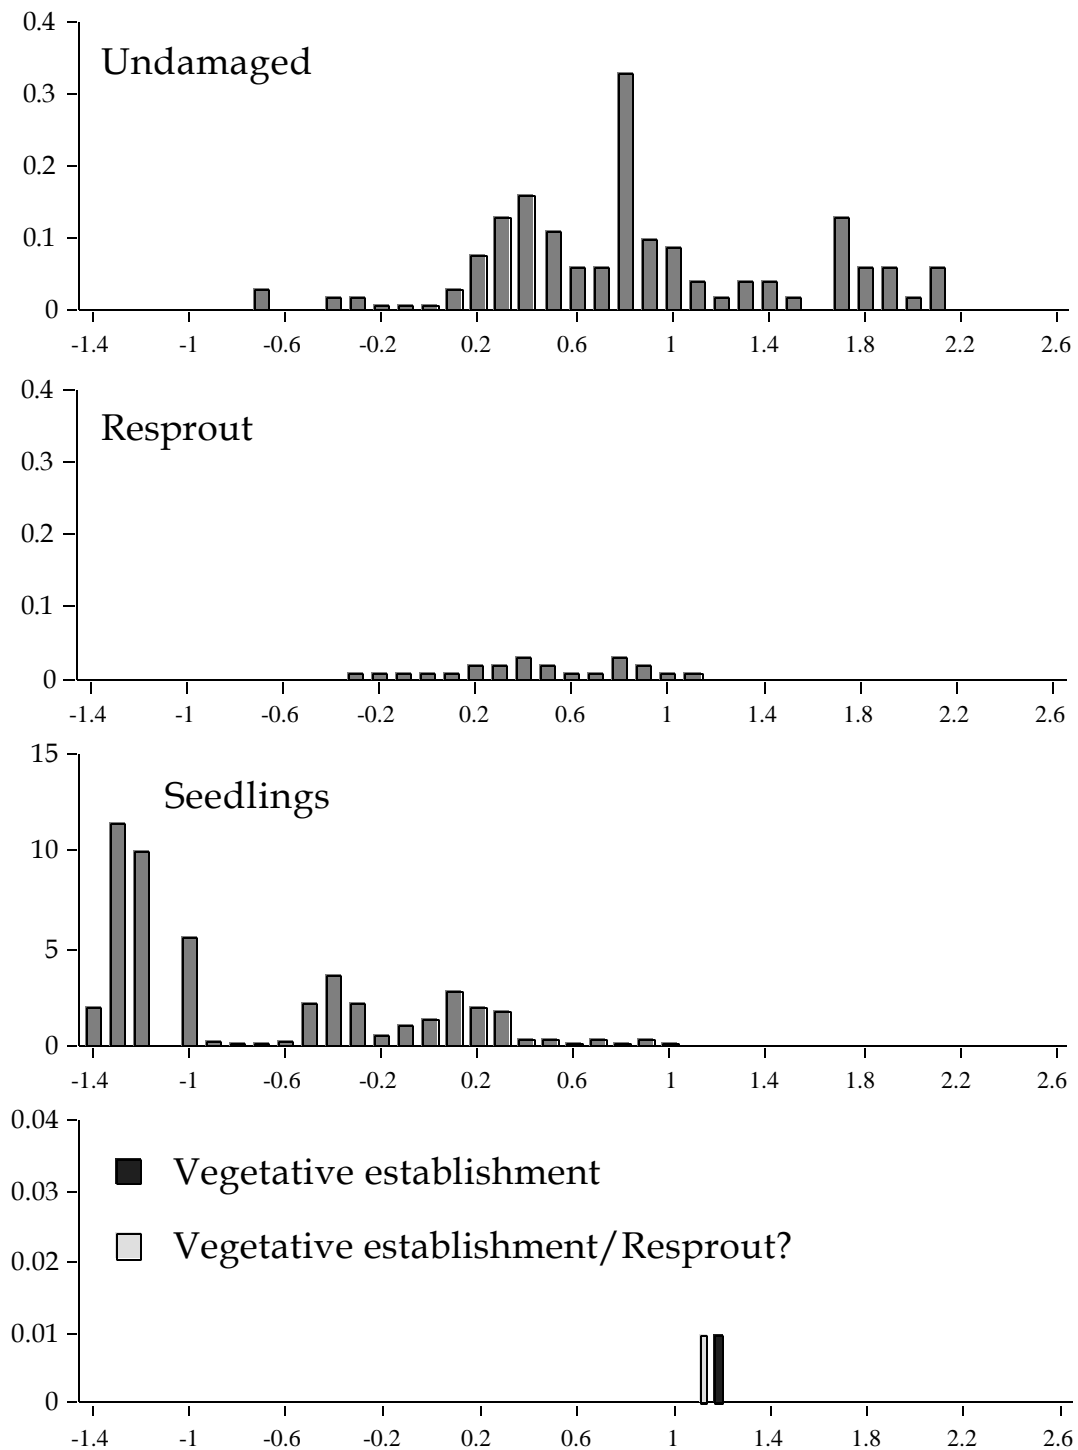 0.4
Undamaged
0.3
0.2
0.1
0
-1.4 -1 -0.6 -0.2 0.2 0.6 1 1.4 1.8 2.2 2.6
0.4
Resprout
0.3
0.2
0.1
0
-1.4 -1 -0.6 -0.2 0.2 0.6 1 1.4 1.8 2.2 2.6
15
Seedlings
10
5
0
-1.4 -1 -0.6 -0.2 0.2 0.6 1 1.4 1.8 2.2 2.6
0.04
Vegetative establishment
0.03
Vegetative establishment/Resprout?
0.02
0.01
0
-1.4 -1 -0.6 -0.2 0.2 0.6 1 1.4 1.8 2.2 2.6